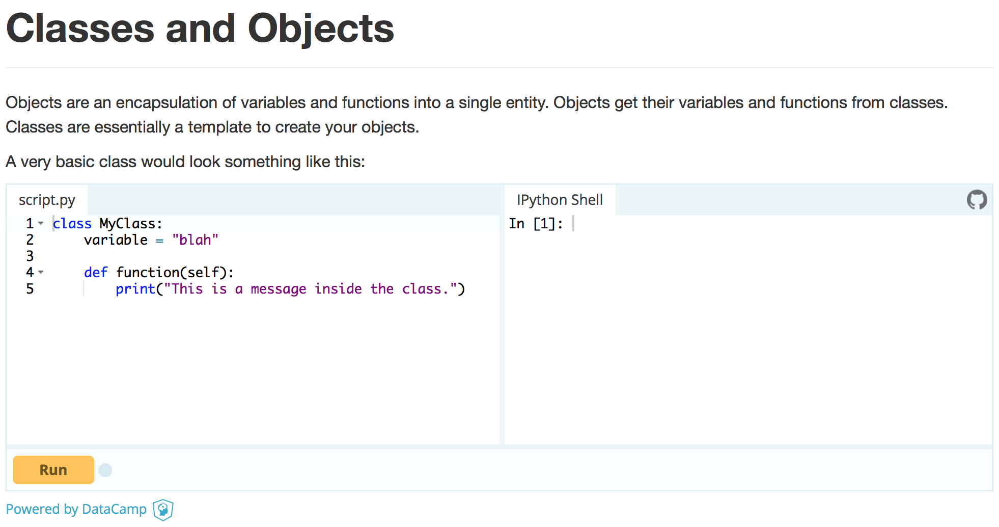 Classes and Objects
Objects are an encapsulation of variables and functions into a single entity. Objects get their variables and functions from classes.
Classes are essentially a template to create your objects.
A very basic class would look something like this:
script.py
1 class MyClass:
2     variable = "blah"
3
4     def function(self):
5         print("This is a message inside the class.")
IPython Shell
In [1]:
Run
Powered by DataCamp